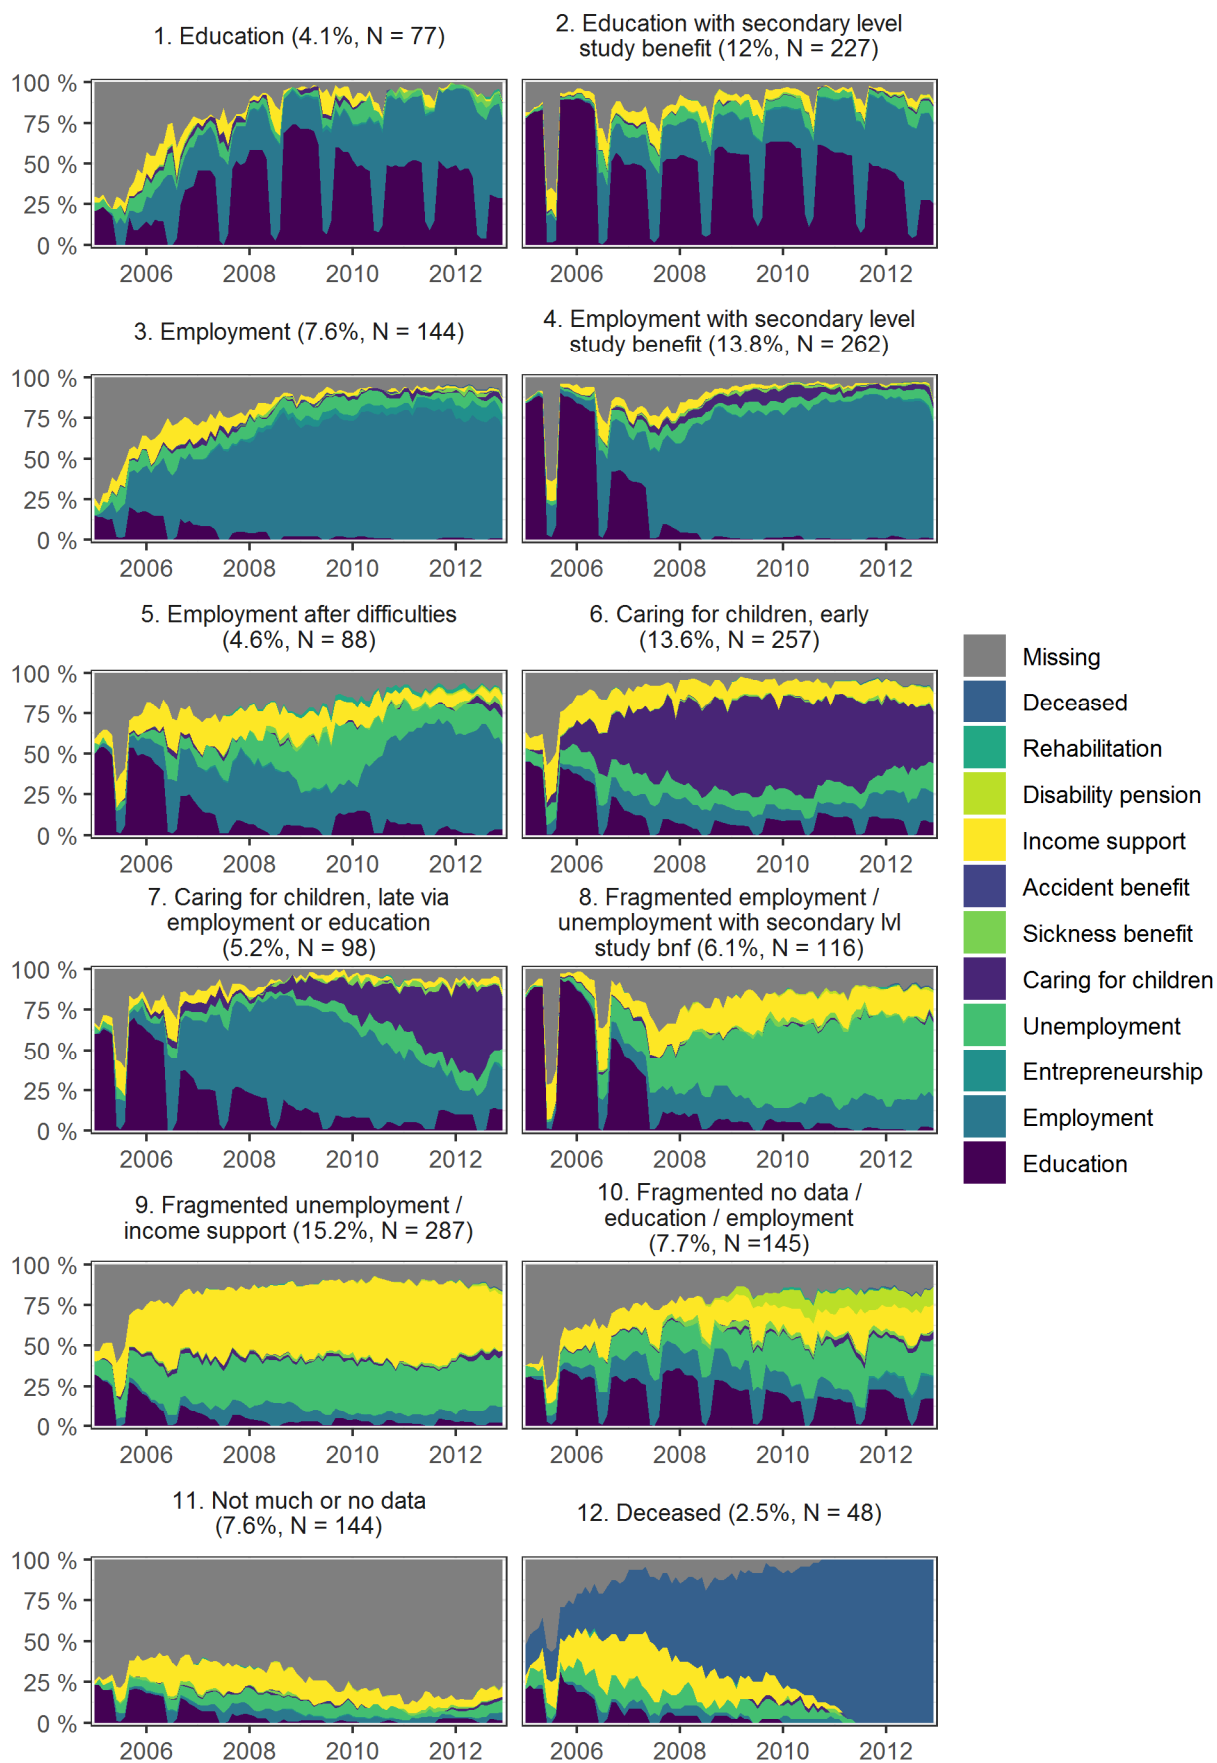 1. Education (4.1%, N = 77)
2. Education with secondary level
study benefit (12%, N = 227)
100 %
75 %
50 %
25 %
0 %
2006 2008 2010 2012
2006 2008 2010 2012
3. Employment (7.6%, N = 144)
4. Employment with secondary level
study benefit (13.8%, N = 262)
100 %
75 %
50 %
25 %
0 %
2006 2008 2010 2012
2006 2008 2010 2012
5. Employment after difficulties
(4.6%, N = 88)
6. Caring for children, early
(13.6%, N = 257)
100 %
75 %
50 %
25 %
0 %
2006 2008 2010 2012
2006 2008 2010 2012
7. Caring for children, late via
employment or education
(5.2%, N = 98)
8. Fragmented employment /
unemployment with secondary lvl
study bnf (6.1%, N = 116)
100 %
75 %
50 %
25 %
0 %
2006 2008 2010 2012
2006 2008 2010 2012
9. Fragmented unemployment /
income support (15.2%, N = 287)
10. Fragmented no data /
education / employment
(7.7%, N =145)
100 %
75 %
50 %
25 %
0 %
2006 2008 2010 2012
2006 2008 2010 2012
11. Not much or no data
(7.6%, N = 144)
12. Deceased (2.5%, N = 48)
100 %
75 %
50 %
25 %
0 %
2006 2008 2010 2012
2006 2008 2010 2012
Missing
Deceased
Rehabilitation
Disability pension
Income support
Accident benefit
Sickness benefit
Caring for children
Unemployment
Entrepreneurship
Employment
Education